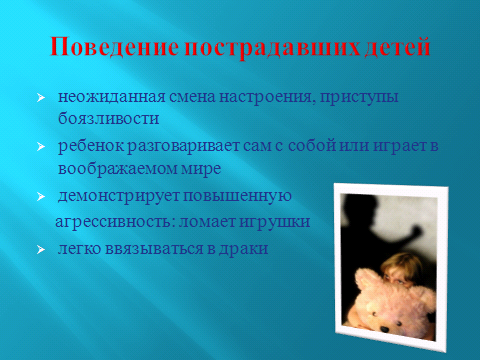 Поведение пострадавших детей
неожиданная смена настроения, приступы
боязливости
ребенок разговаривает сам с собой или играет в
воображаемом мире
демонстрирует повышенную
агрессивность: ломает игрушки
легко ввязываться в драки